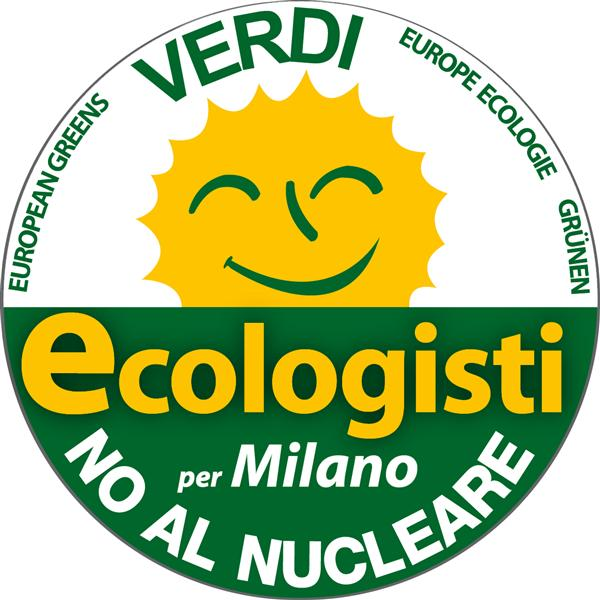 VERDI
EUROPEAN GREENS
EUROPE ECOLOGIE
GRÜNEN
ecologisti
per Milano
NO AL NUCLEARE